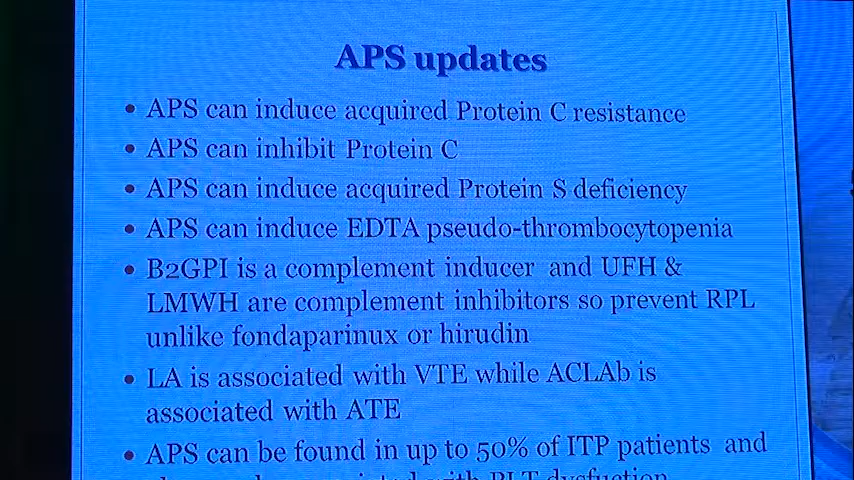 APS updates
• APS can induce acquired Protein C resistance
• APS can inhibit Protein C
• APS can induce acquired Protein S deficiency
• APS can induce EDTA pseudo-thrombocytopenia
• B2GPI is a complement inducer and UFH &
LMWH are complement inhibitors so prevent RPL
unlike fondaparinux or hirudin
• LA is associated with VTE while ACLAb is
associated with ATE
• APS can be found in up to 50% of ITP patients and
with PLT dysfuction